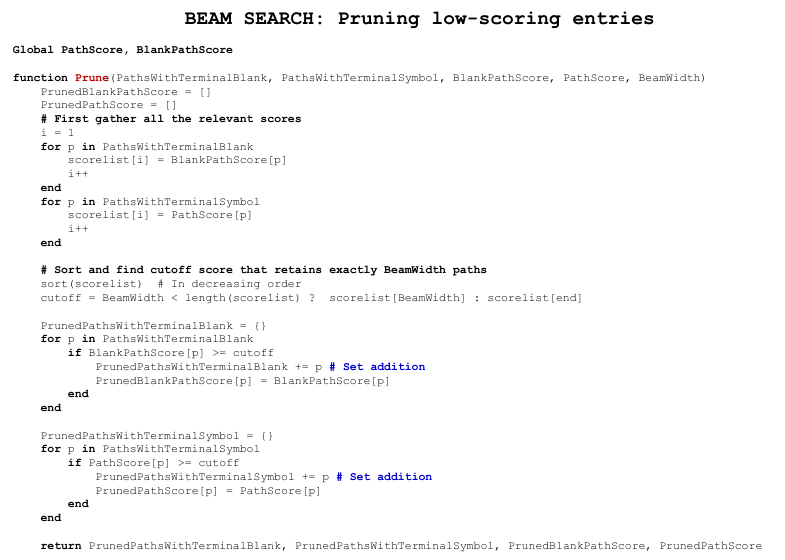 BEAM SEARCH: Pruning low-scoring entries
Global PathScore, BlankPathScore
function Prune(PathsWithTerminalBlank, PathsWithTerminalSymbol, BlankPathScore, PathScore, BeamWidth)
PrunedBlankPathScore = []
PrunedPathScore = []
# First gather all the relevant scores
i = 1
for p in PathsWithTerminalBlank
scorelist[i] = BlankPathScore[p]
i++
end
for p in PathsWithTerminalSymbol
scorelist[i] = PathScore[p]
i++
end
# Sort and find cutoff score that retains exactly BeamWidth paths
sort(scorelist)  # In decreasing order
cutoff = BeamWidth < length(scorelist) ?  scorelist[BeamWidth] : scorelist[end]
PrunedPathsWithTerminalBlank = {}
for p in PathsWithTerminalBlank
if BlankPathScore[p] >= cutoff
PrunedPathsWithTerminalBlank += p # Set addition
PrunedBlankPathScore[p] = BlankPathScore[p]
end
end
PrunedPathsWithTerminalSymbol = {}
for p in PathsWithTerminalSymbol
if PathScore[p] >= cutoff
PrunedPathsWithTerminalSymbol += p # Set addition
PrunedPathScore[p] = PathScore[p]
end
end
return PrunedPathsWithTerminalBlank, PrunedPathsWithTerminalSymbol, PrunedBlankPathScore, PrunedPathScore